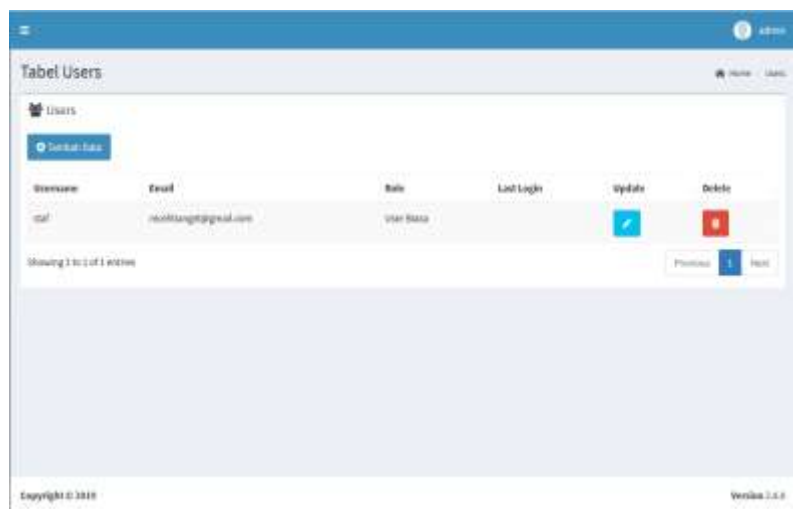 admin
Tabel Users
Home Users
Users
Tambah Data
Username Email Role Last Login Update Delete
staf User Biasa
Showing 1 to 1 of 1 entries
Previous 1 Next
Copyright © 2019
Version